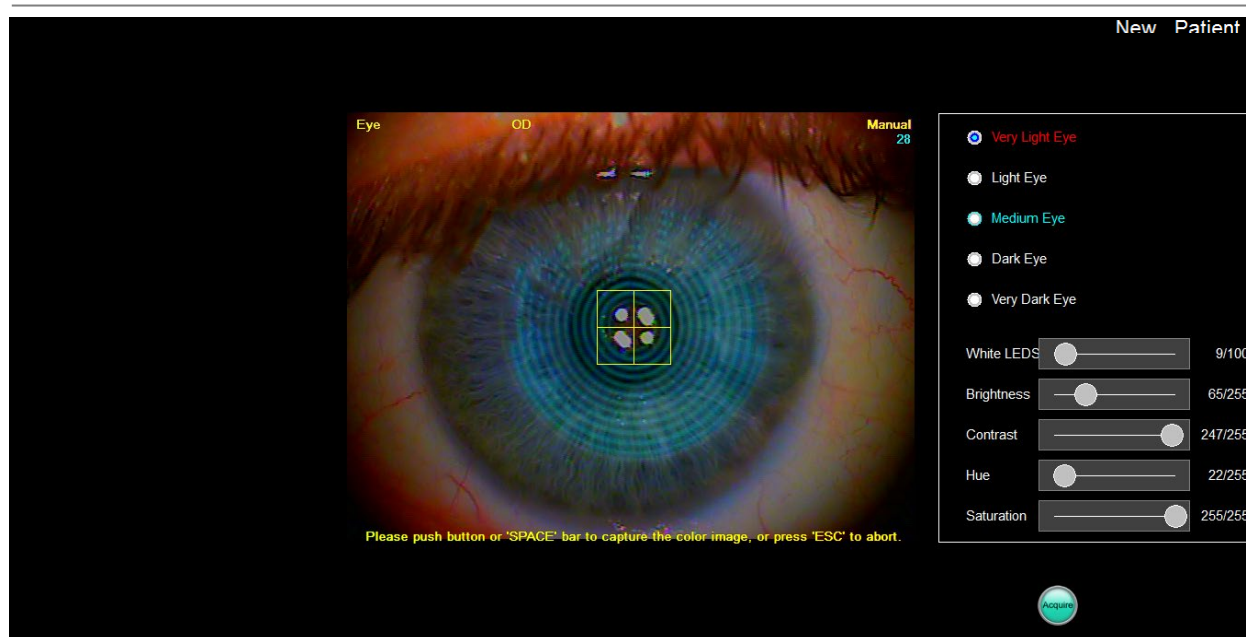 New Patient
Eye OD Manual
28
Very Light Eye
Light Eye
Medium Eye
Dark Eye
Very Dark Eye
White LEDS 9/100
Brightness 65/255
Contrast 247/255
Hue 22/255
Saturation 255/255
Please push button or 'SPACE' bar to capture the color image, or press 'ESC' to abort.
Acquire